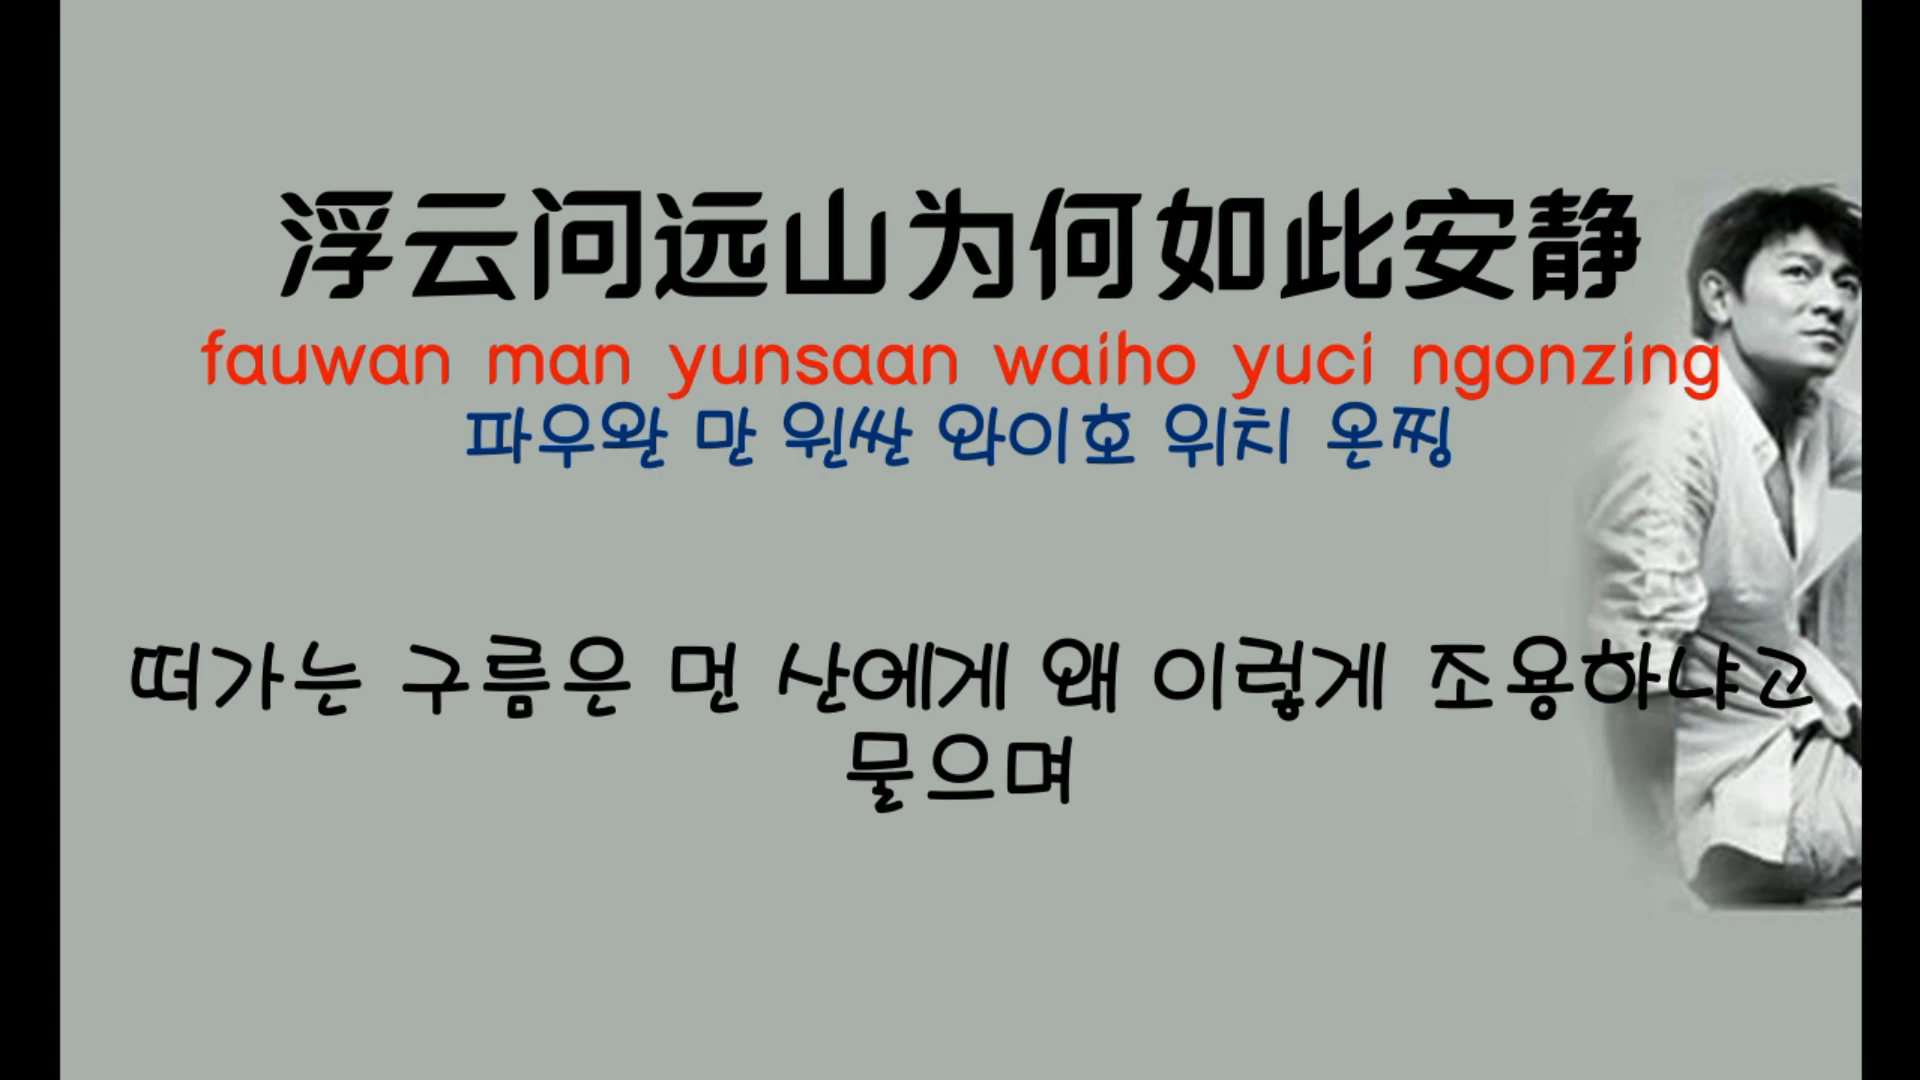 浮云问远山为何如此安静
fauwan man yunsaan waiho yuci ngonzing
파우완 만 윈싼 와이호 위치 온찡
떠가는 구름은 먼 산에게 왜 이렇게 조용하냐고
물으며